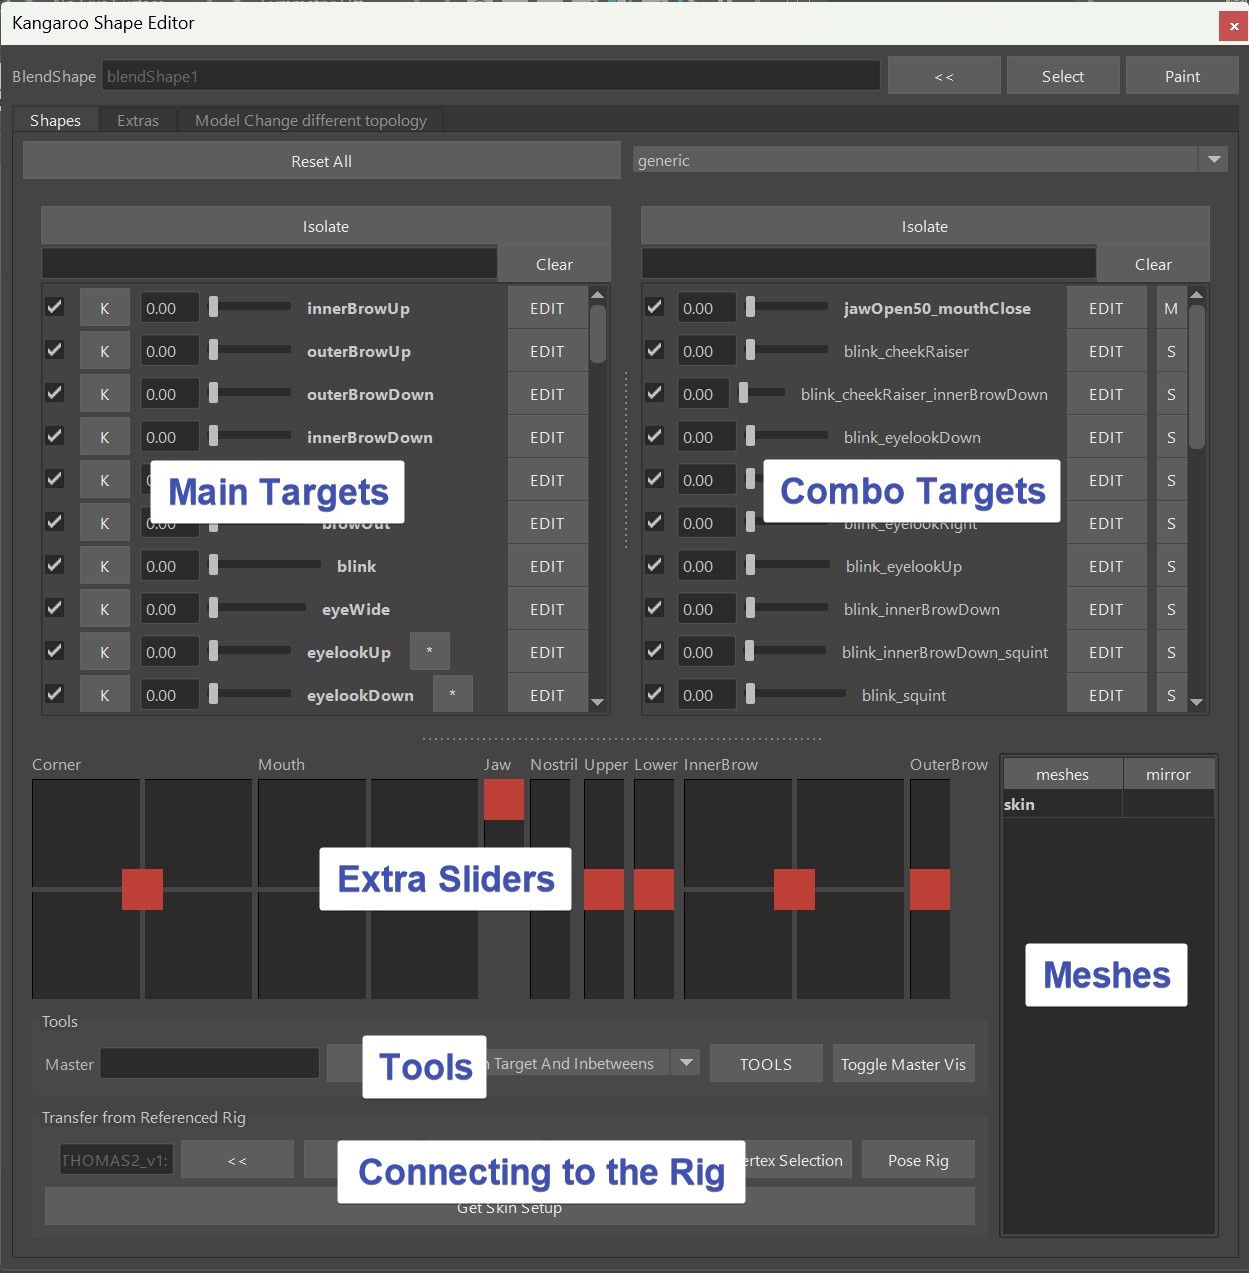 Kangaroo Shape Editor
BlendShape blendShape1 << Select Paint
Shapes Extras Model Change different topology
Reset All generic
Isolate Isolate
Clear Clear
K 0.00 innerBrowUp EDIT 0.00 jawOpen50_mouthClose EDIT M
K 0.00 outerBrowUp EDIT 0.00 blink_cheekRaiser EDIT S
K 0.00 outerBrowDown EDIT 0.00 blink_cheekRaiser_innerBrowDown EDIT S
K 0.00 innerBrowDown EDIT 0.00 blink_eyelookDown EDIT S
K EDIT 0.00 EDIT S
Main Targets Combo Targets
K 0.00 browOut EDIT 0.00 blink_eyelookRight EDIT S
K 0.00 blink EDIT 0.00 blink_eyelookUp EDIT S
K 0.00 eyeWide EDIT 0.00 blink_innerBrowDown EDIT S
K 0.00 eyelookUp * EDIT 0.00 blink_innerBrowDown_squint EDIT S
K 0.00 eyelookDown * EDIT 0.00 blink_squint EDIT S
Corner Mouth Jaw Nostril Upper Lower InnerBrow OuterBrow
meshes mirror
skin
Extra Sliders
Meshes
Tools
Master Tools Target And Inbetweens TOOLS Toggle Master Vis
Transfer from Referenced Rig
THOMAS2_v1: << Connecting to the Rig Selection Pose Rig
Get Skin Setup